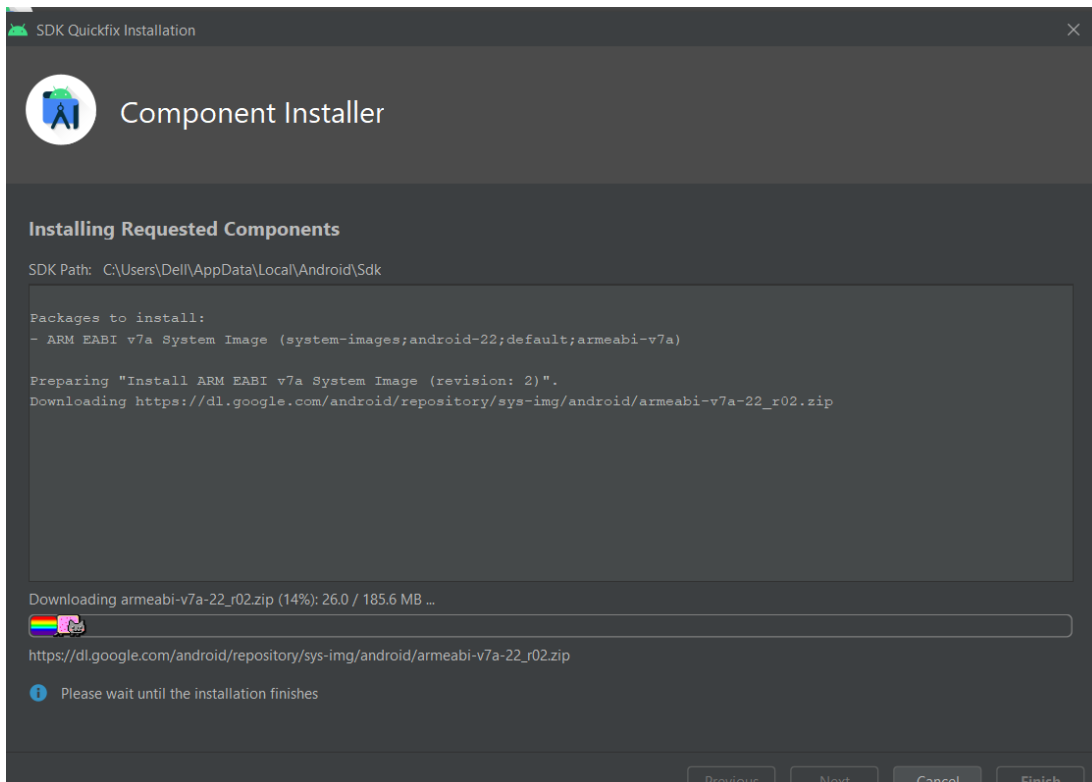 SDK Quickfix Installation
Component Installer
Installing Requested Components
SDK Path: C:\Users\Dell\AppData\Local\Android\Sdk
Packages to install:
- ARM EABI v7a System Image (system-images;android-22;default;armeabi-v7a)
Preparing "Install ARM EABI v7a System Image (revision: 2)".
Downloading https://dl.google.com/android/repository/sys-img/android/armeabi-v7a-22_r02.zip
Downloading armeabi-v7a-22_r02.zip (14%): 26.0 / 185.6 MB ...
https://dl.google.com/android/repository/sys-img/android/armeabi-v7a-22_r02.zip
Please wait until the installation finishes
Previous Next Cancel Finish